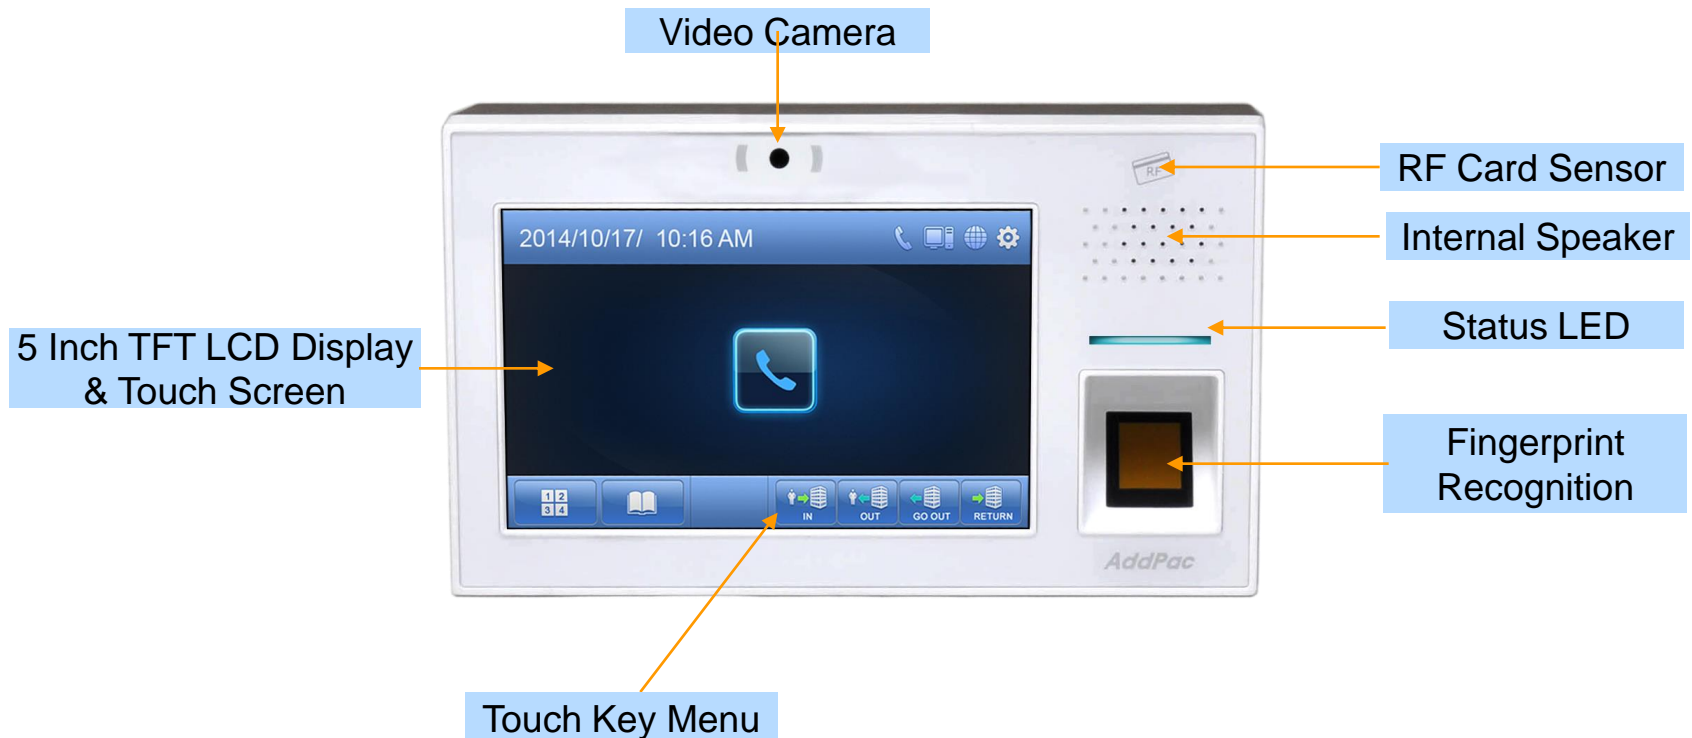 Video Camera
RF Card Sensor
RF
Internal Speaker
2014/10/17/ 10:16 AM
Status LED
5 Inch TFT LCD Display
& Touch Screen
Fingerprint
Recognition
1 2
3 4
IN
OUT
GO OUT
RETURN
AddPac
Touch Key Menu